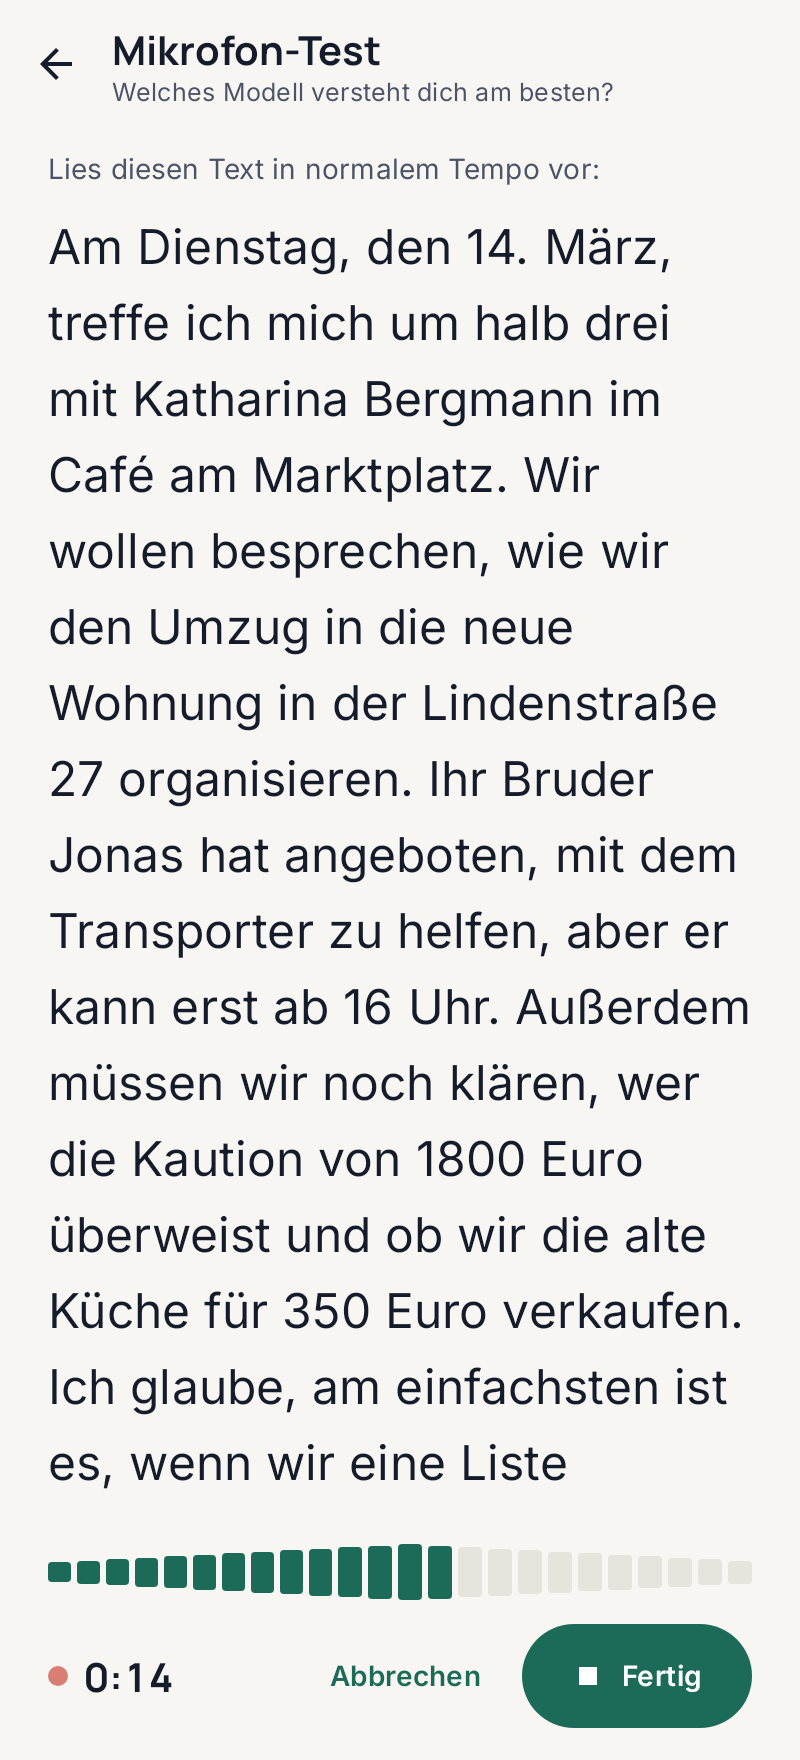 Mikrofon-Test
Welches Modell versteht dich am besten?
Lies diesen Text in normalem Tempo vor:
Am Dienstag, den 14. März,
treffe ich mich um halb drei
mit Katharina Bergmann im
Café am Marktplatz. Wir
wollen besprechen, wie wir
den Umzug in die neue
Wohnung in der Lindenstraße
27 organisieren. Ihr Bruder
Jonas hat angeboten, mit dem
Transporter zu helfen, aber er
kann erst ab 16 Uhr. Außerdem
müssen wir noch klären, wer
die Kaution von 1800 Euro
überweist und ob wir die alte
Küche für 350 Euro verkaufen.
Ich glaube, am einfachsten ist
es, wenn wir eine Liste
0:14
Abbrechen
Fertig